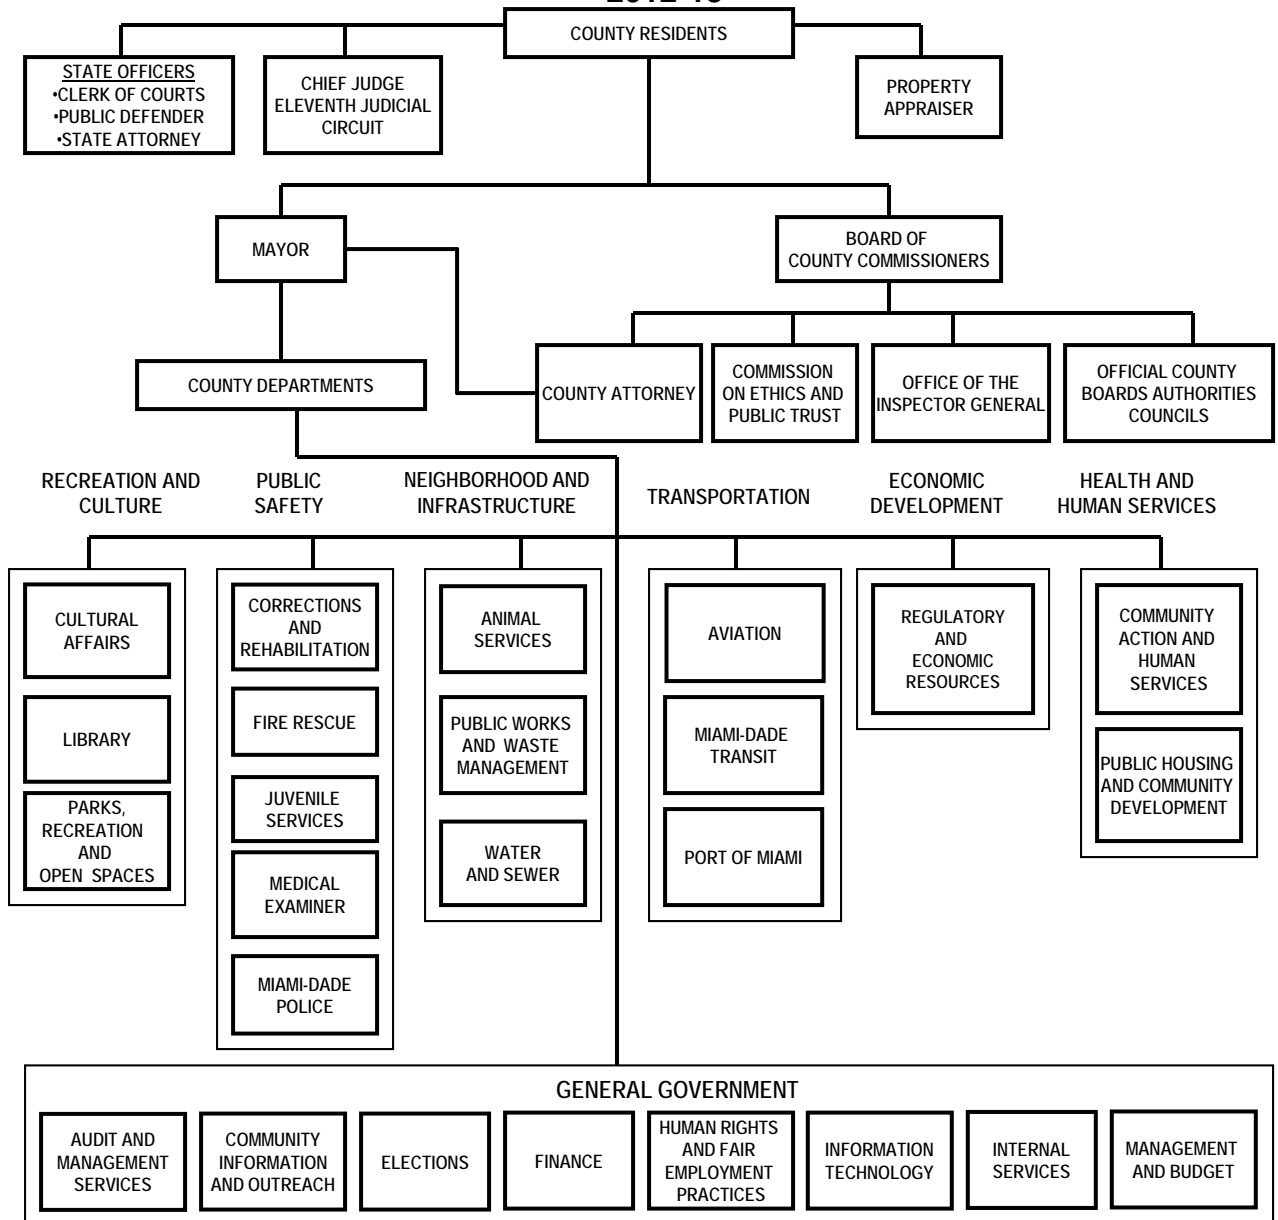 COUNTY RESIDENTS
STATE OFFICERS
•CLERK OF COURTS
•PUBLIC DEFENDER
•STATE ATTORNEY
CHIEF JUDGE
ELEVENTH JUDICIAL
CIRCUIT
PROPERTY
APPRAISER
MAYOR
BOARD OF
COUNTY COMMISSIONERS
COUNTY DEPARTMENTS
COUNTY ATTORNEY
COMMISSION
ON ETHICS AND
PUBLIC TRUST
OFFICE OF THE
INSPECTOR GENERAL
OFFICIAL COUNTY
BOARDS AUTHORITIES
COUNCILS
RECREATION AND
CULTURE
PUBLIC
SAFETY
NEIGHBORHOOD AND
INFRASTRUCTURE
TRANSPORTATION
ECONOMIC
DEVELOPMENT
HEALTH AND
HUMAN SERVICES
CULTURAL
AFFAIRS
LIBRARY
PARKS,
RECREATION
AND
OPEN SPACES
CORRECTIONS
AND
REHABILITATION
FIRE RESCUE
JUVENILE
SERVICES
MEDICAL
EXAMINER
MIAMI-DADE
POLICE
ANIMAL
SERVICES
PUBLIC WORKS
AND WASTE
MANAGEMENT
WATER
AND SEWER
AVIATION
MIAMI-DADE
TRANSIT
PORT OF MIAMI
REGULATORY
AND
ECONOMIC
RESOURCES
COMMUNITY
ACTION AND
HUMAN
SERVICES
PUBLIC HOUSING
AND COMMUNITY
DEVELOPMENT
GENERAL GOVERNMENT
AUDIT AND
MANAGEMENT
SERVICES
COMMUNITY
INFORMATION
AND OUTREACH
ELECTIONS
FINANCE
HUMAN RIGHTS
AND FAIR
EMPLOYMENT
PRACTICES
INFORMATION
TECHNOLOGY
INTERNAL
SERVICES
MANAGEMENT
AND BUDGET